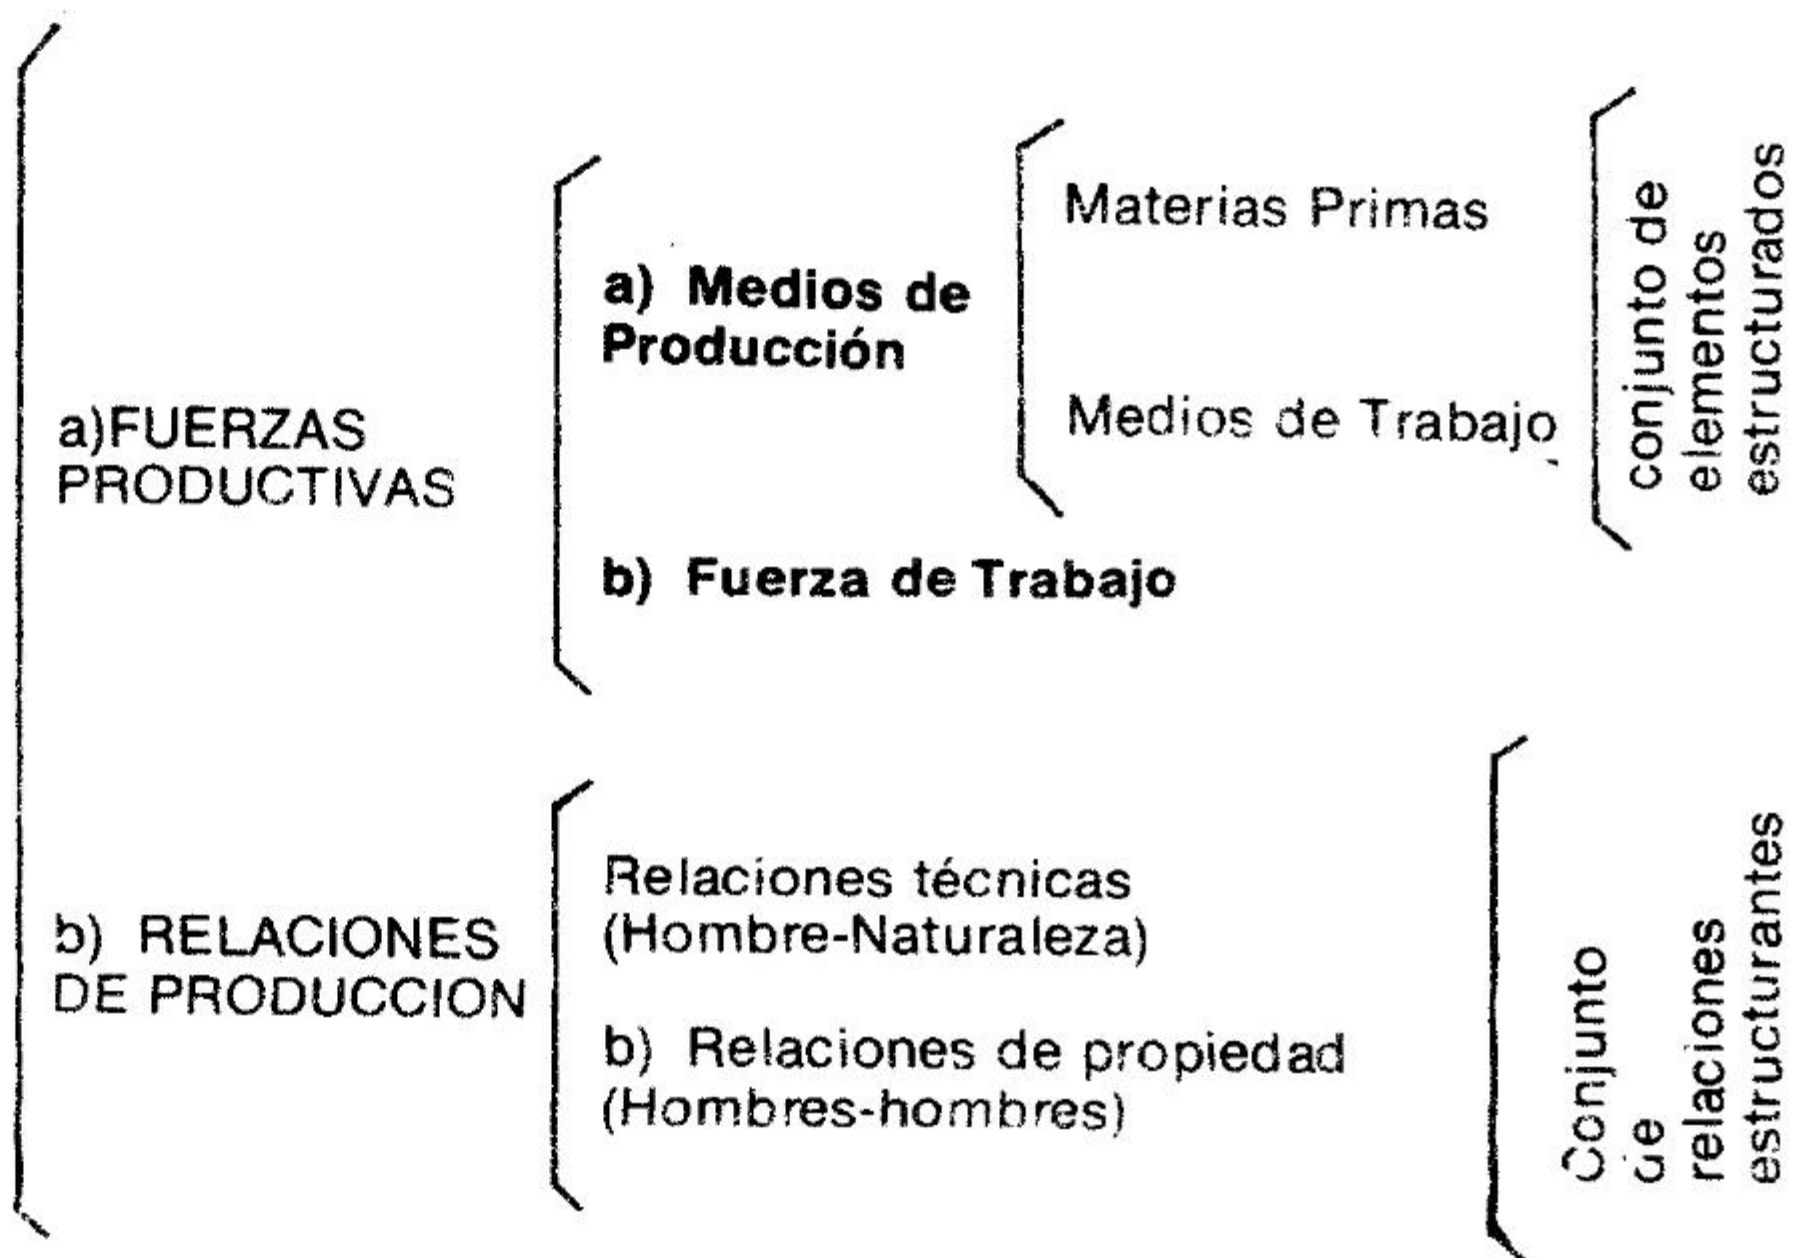 a)FUERZAS
PRODUCTIVAS
a) Medios de
Producción
Materias Primas
Medios de Trabajo
b) Fuerza de Trabajo
conjunto de
elementos
estructurados
b) RELACIONES
DE PRODUCCION
Relaciones técnicas
(Hombre-Naturaleza)
b) Relaciones de propiedad
(Hombres-hombres)
Conjunto
de
relaciones
estructurantes